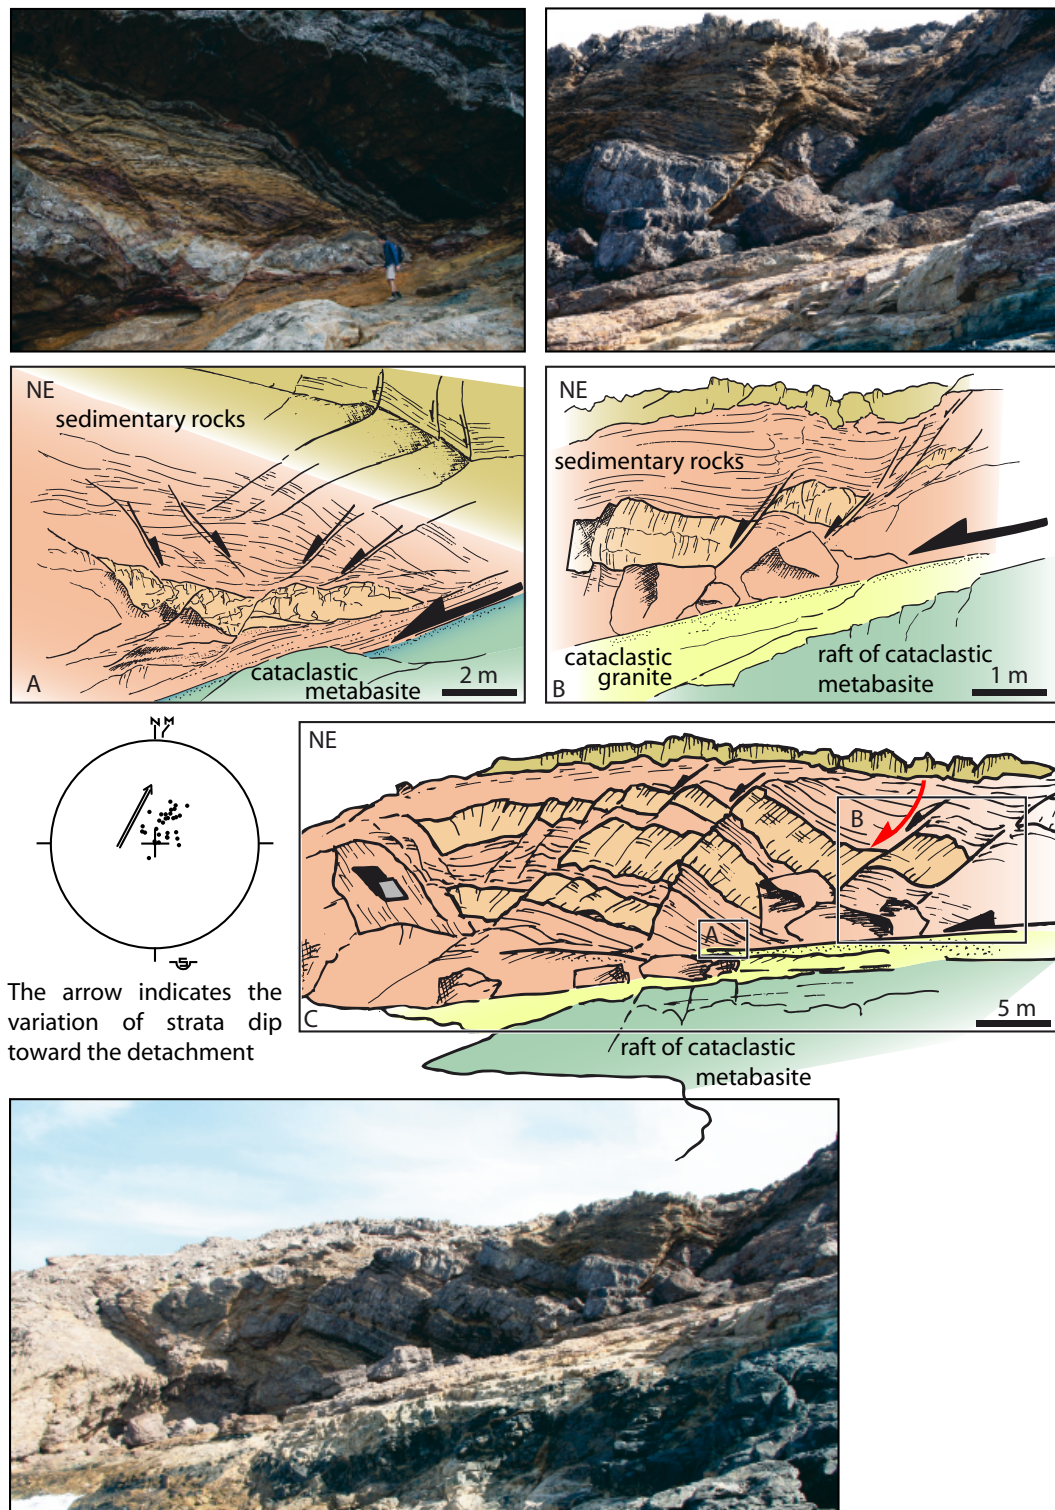 NE
sedimentary rocks
cataclastic
metabasite
A
2 m
NE
sedimentary rocks
cataclastic
granite
raft of cataclastic
metabasite
B
1 m
N M
5
The arrow indicates the
variation of strata dip
toward the detachment
NE
B
A
C
5 m
raft of cataclastic
metabasite